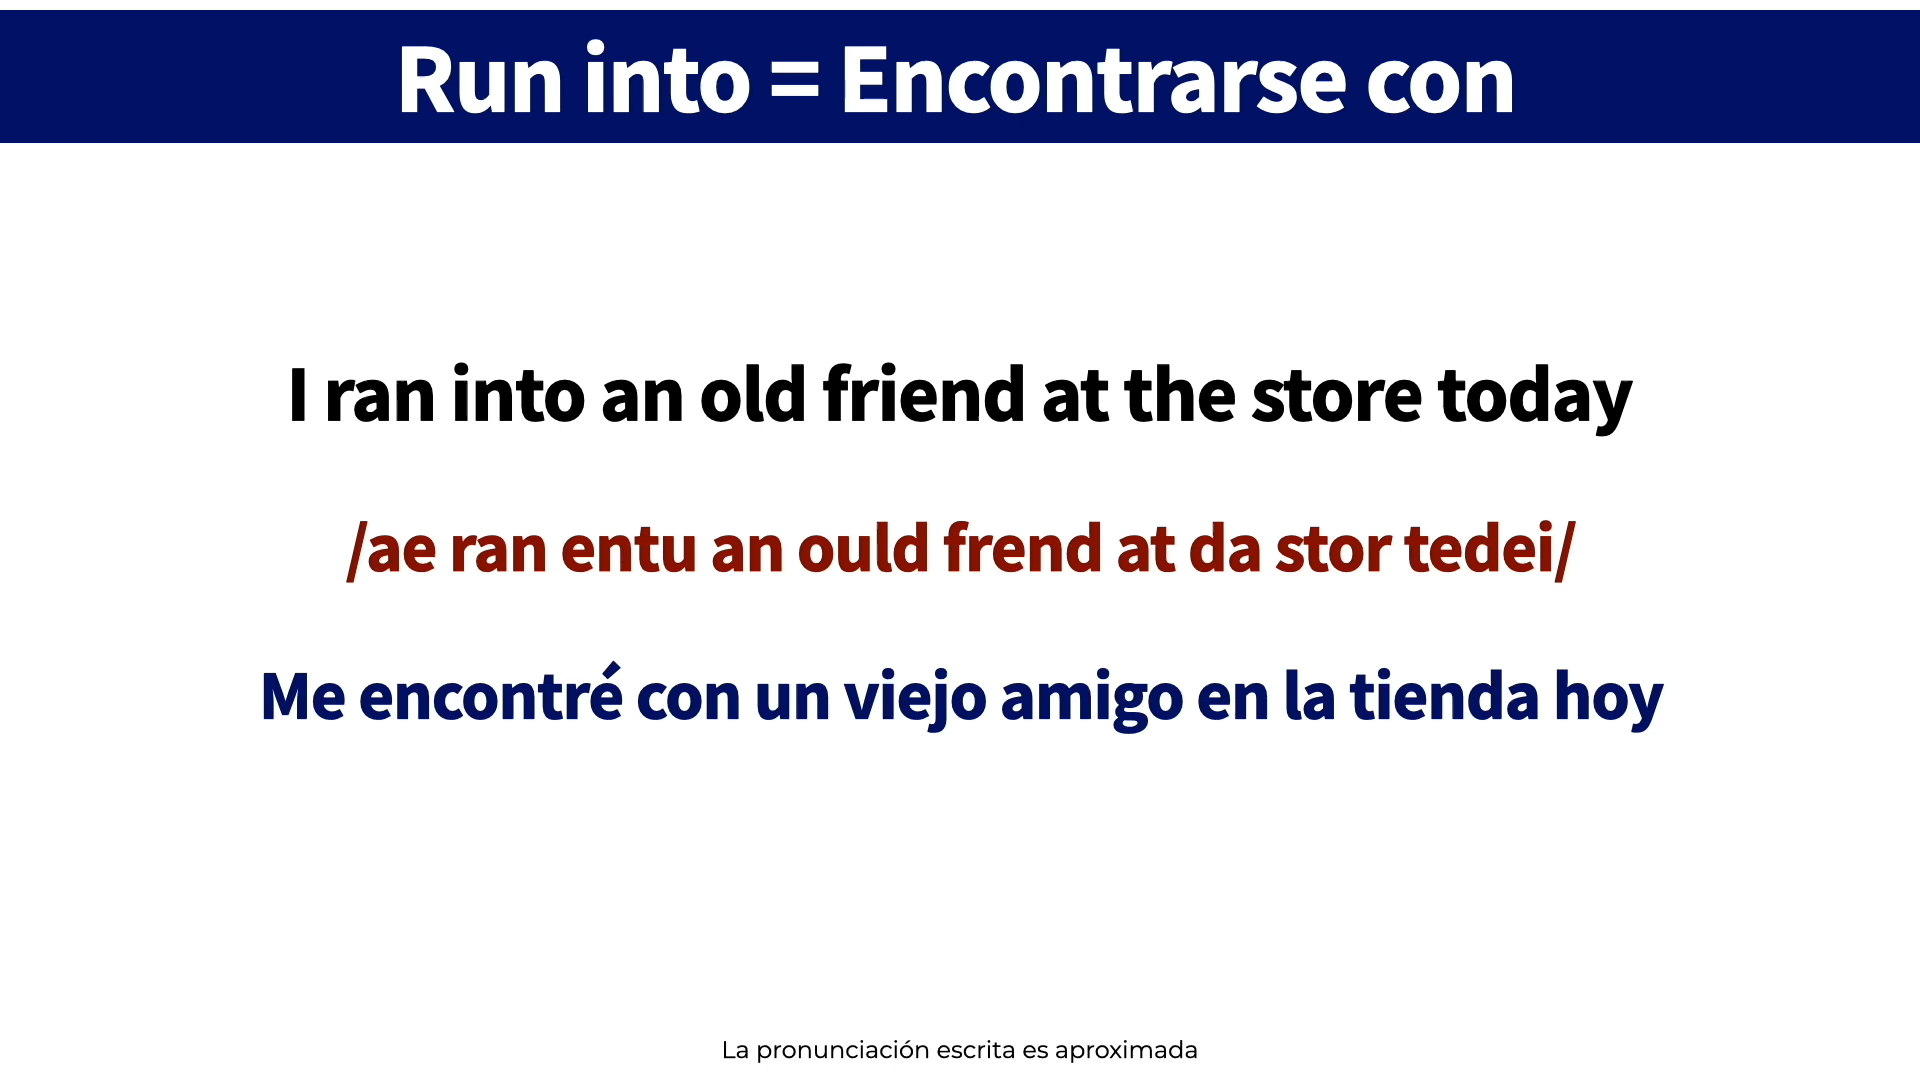 Run into = Encontrarse con
I ran into an old friend at the store today
/ae ran entu an ould frend at da stor tedei/
Me encontré con un viejo amigo en la tienda hoy
La pronunciación escrita es aproximada